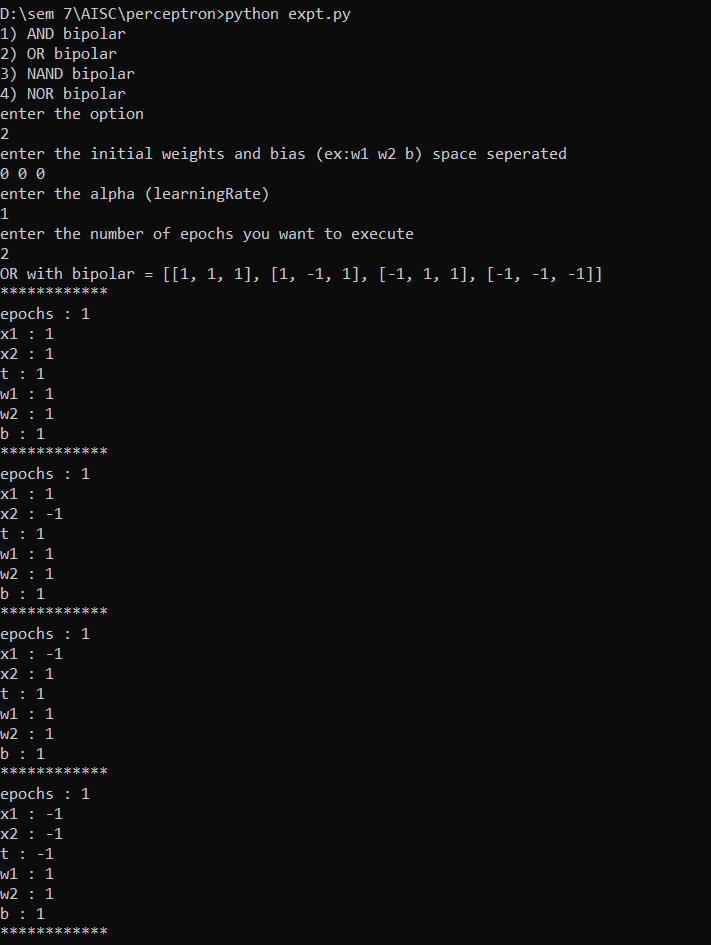 D:\sem 7\AISC\perceptron>python expt.py
1) AND bipolar
2) OR bipolar
3) NAND bipolar
4) NOR bipolar
enter the option
2
enter the initial weights and bias (ex:w1 w2 b) space seperated
0 0 0
enter the alpha (learningRate)
1
enter the number of epochs you want to execute
2
OR with bipolar = [[1, 1, 1], [1, -1, 1], [-1, 1, 1], [-1, -1, -1]]
************
epochs : 1
x1 : 1
x2 : 1
t : 1
w1 : 1
w2 : 1
b : 1
************
epochs : 1
x1 : 1
x2 : -1
t : 1
w1 : 1
w2 : 1
b : 1
************
epochs : 1
x1 : -1
x2 : 1
t : 1
w1 : 1
w2 : 1
b : 1
************
epochs : 1
x1 : -1
x2 : -1
t : -1
w1 : 1
w2 : 1
b : 1
************